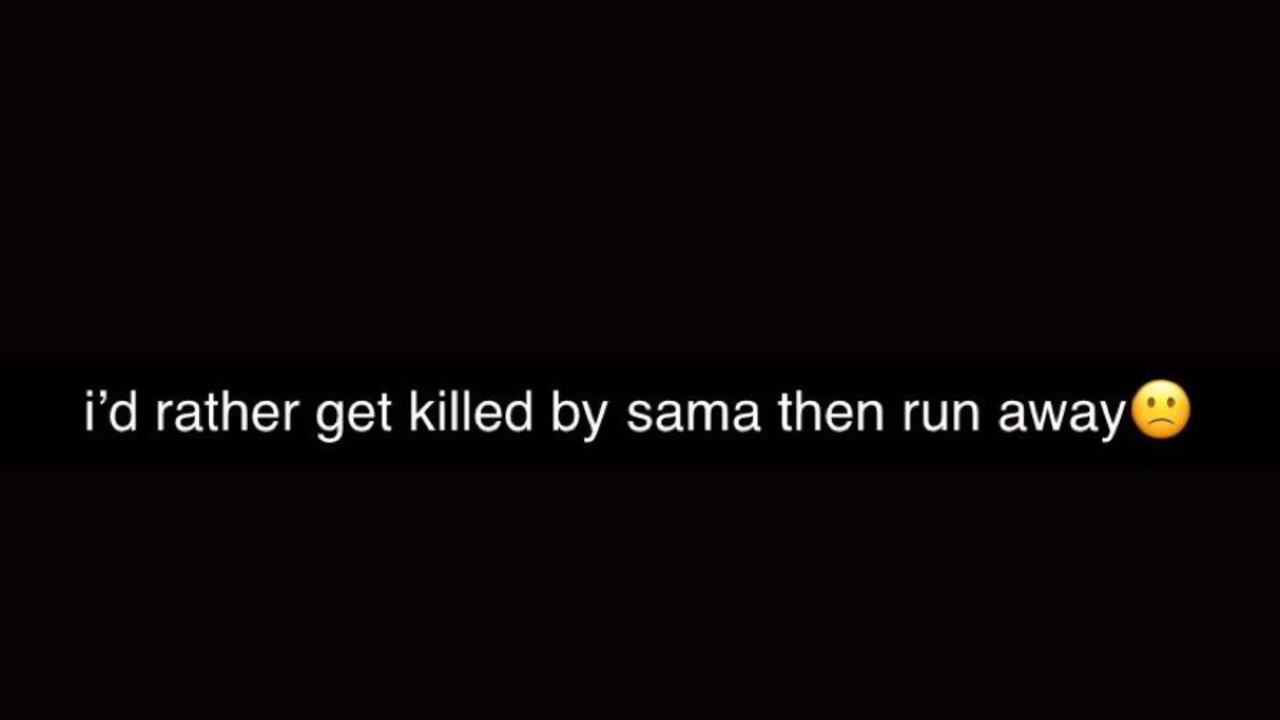 i’d rather get killed by sama then run away🙁